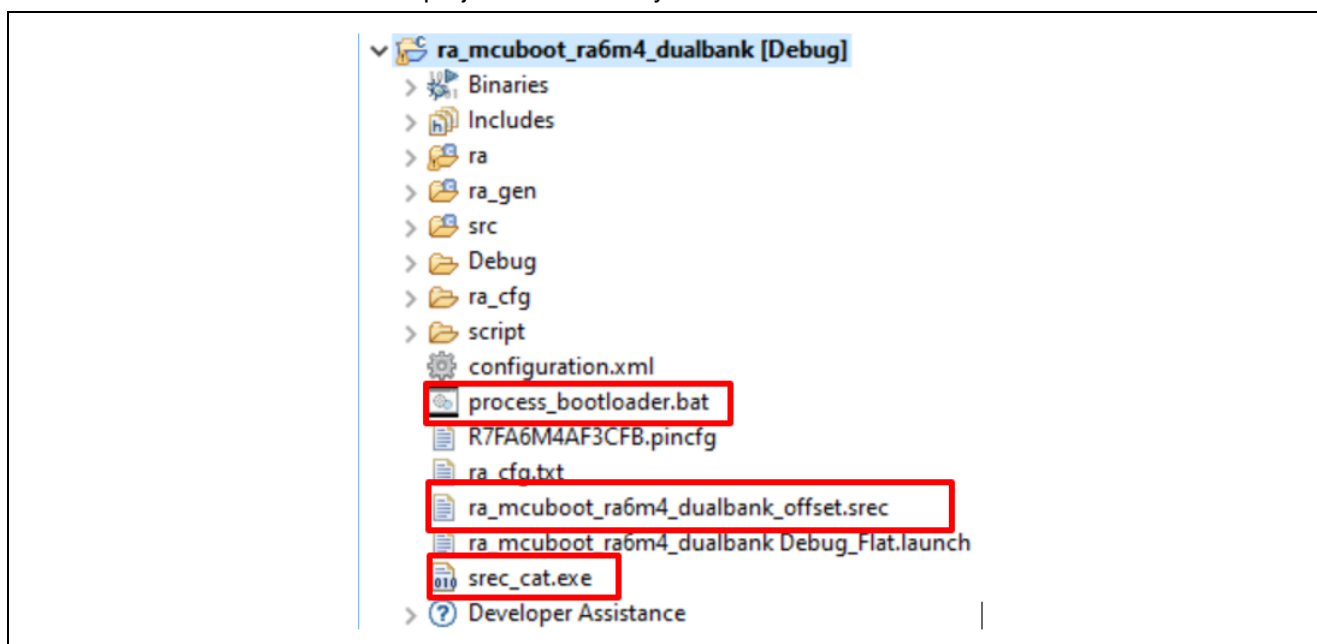 ra_mcuboot_ra6m4_dualbank [Debug]
Binaries
Includes
ra
ra_gen
src
Debug
ra_cfg
script
configuration.xml
process_bootloader.bat
R7FA6M4AF3CFB.pincfg
ra_cfg.txt
ra_mcuboot_ra6m4_dualbank_offset.srec
ra_mcuboot_ra6m4_dualbank Debug_Flat.launch
srec_cat.exe
Developer Assistance